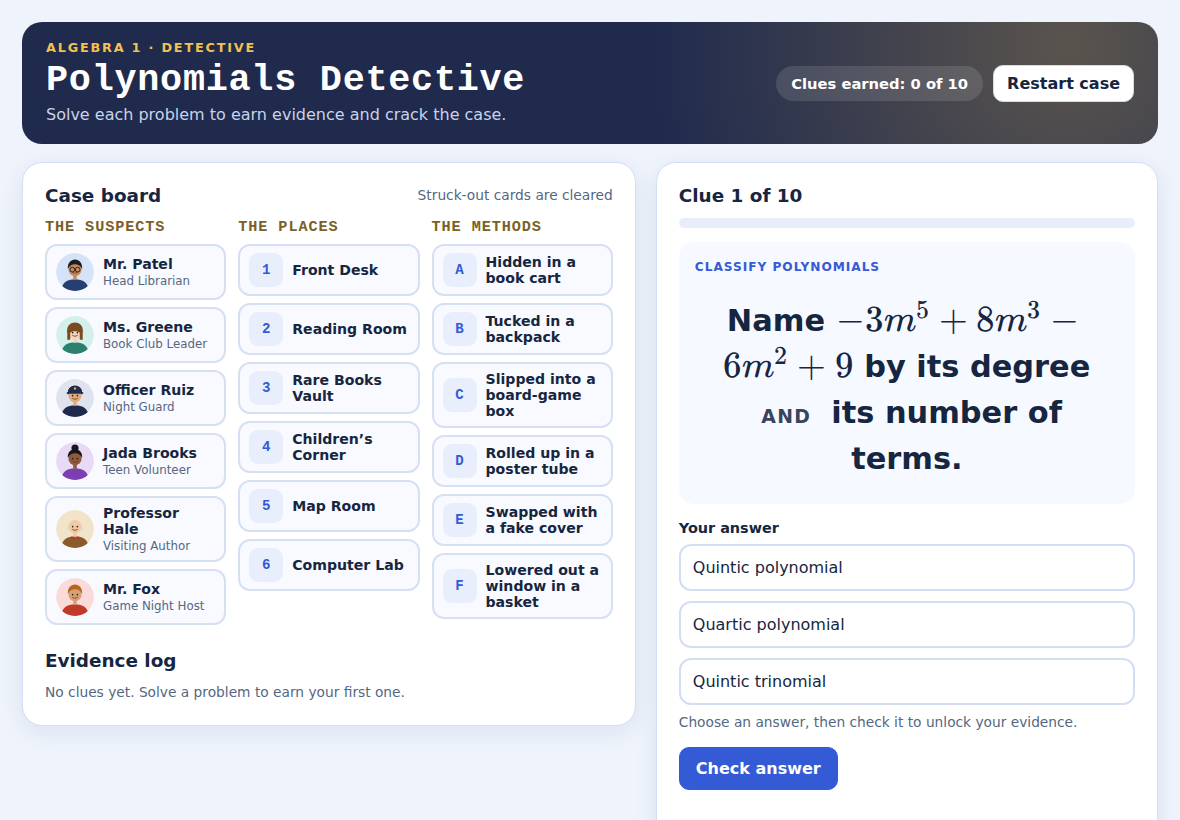 ALGEBRA 1 · DETECTIVE
Polynomials Detective
Solve each problem to earn evidence and crack the case.
Clues earned: 0 of 10
Restart case
Case board
Struck-out cards are cleared
THE SUSPECTS
Mr. Patel
Head Librarian
Ms. Greene
Book Club Leader
Officer Ruiz
Night Guard
Jada Brooks
Teen Volunteer
Professor
Hale
Visiting Author
Mr. Fox
Game Night Host
THE PLACES
1 Front Desk
2 Reading Room
3 Rare Books
Vault
4 Children’s
Corner
5 Map Room
6 Computer Lab
THE METHODS
A Hidden in a
book cart
B Tucked in a
backpack
C Slipped into a
board-game
box
D Rolled up in a
poster tube
E Swapped with
a fake cover
F Lowered out a
window in a
basket
Evidence log
No clues yet. Solve a problem to earn your first one.
Clue 1 of 10
CLASSIFY POLYNOMIALS
Name −3m⁵ + 8m³ −
6m² + 9 by its degree
AND its number of
terms.
Your answer
Quintic polynomial
Quartic polynomial
Quintic trinomial
Choose an answer, then check it to unlock your evidence.
Check answer